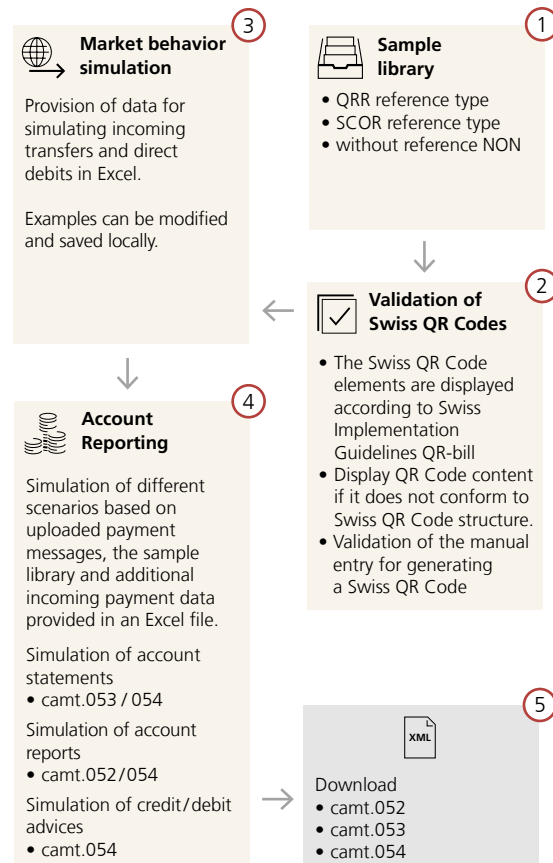 3
Market behavior
simulation
Provision of data for
simulating incoming
transfers and direct
debits in Excel.
Examples can be modified
and saved locally.
1
Sample
library
• QRR reference type
• SCOR reference type
• without reference NON
2
Validation of
Swiss QR Codes
• The Swiss QR Code
elements are displayed
according to Swiss
Implementation
Guidelines QR-bill
• Display QR Code content
if it does not conform to
Swiss QR Code structure.
• Validation of the manual
entry for generating
a Swiss QR Code
4
Account
Reporting
Simulation of different
scenarios based on
uploaded payment
messages, the sample
library and additional
incoming payment data
provided in an Excel file.
Simulation of account
statements
• camt.053 / 054
Simulation of account
reports
• camt.052/054
Simulation of credit/debit
advices
• camt.054
5
XML
Download
• camt.052
• camt.053
• camt.054